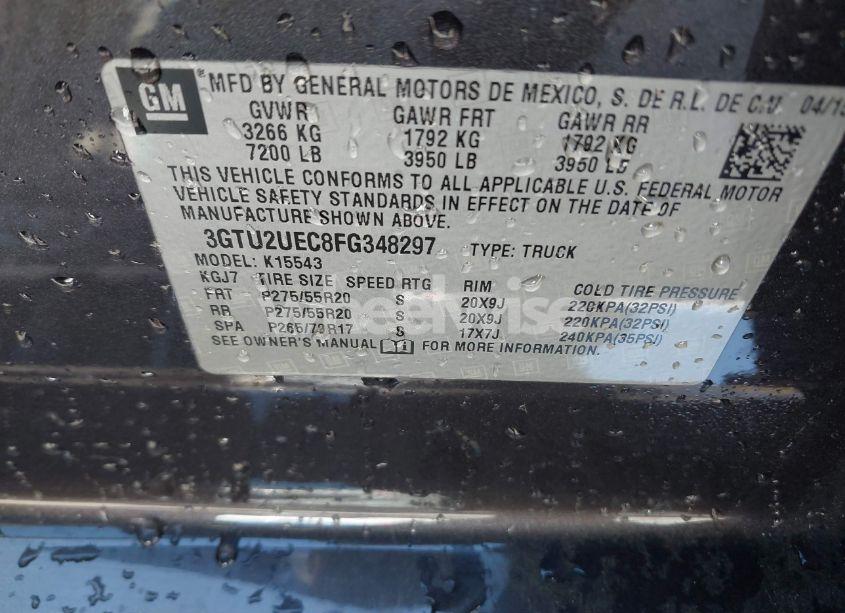 GM ® MFD BY GENERAL MOTORS DE MEXICO, S. DE R.L. DE C.V. 04/15
GVWR GAWR FRT GAWR RR
3266 KG 1792 KG 1792 KG
7200 LB 3950 LB 3950 LB
THIS VEHICLE CONFORMS TO ALL APPLICABLE U.S. FEDERAL MOTOR
VEHICLE SAFETY STANDARDS IN EFFECT ON THE DATE OF
MANUFACTURE SHOWN ABOVE.
3GTU2UEC8FG348297 TYPE: TRUCK
MODEL: K15543
KGJ7 TIRE SIZE SPEED RTG RIM COLD TIRE PRESSURE
FRT P275/55R20 S 20X9J 220KPA(32PSI)
RR P275/55R20 S 20X9J 220KPA(32PSI)
SPA P265/70R17 S 17X7J 240KPA(35PSI)
SEE OWNER'S MANUAL FOR MORE INFORMATION.